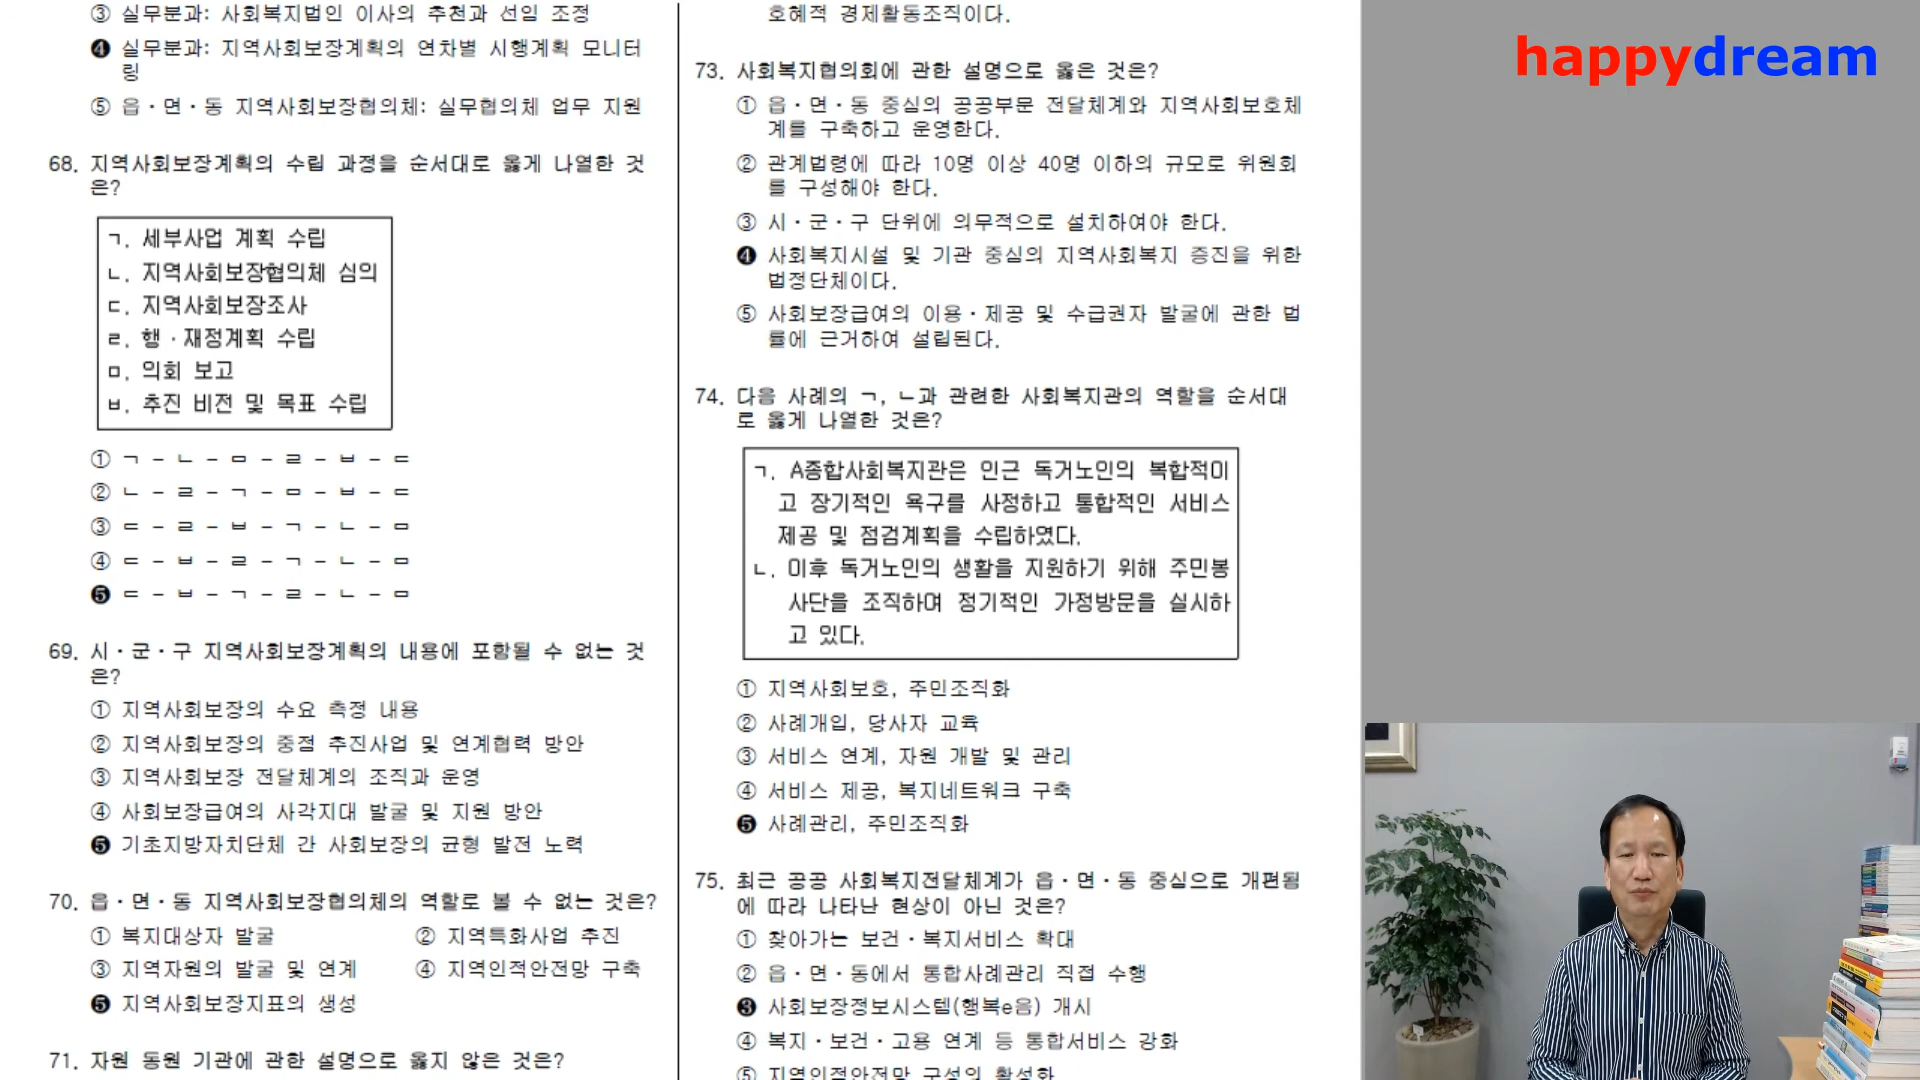 ③ 실무분과: 사회복지법인 이사의 추천과 선임 조정
❹ 실무분과: 지역사회보장계획의 연차별 시행계획 모니터
링
⑤ 읍·면·동 지역사회보장협의체: 실무협의체 업무 지원
68. 지역사회보장계획의 수립 과정을 순서대로 옳게 나열한 것
은?
ㄱ. 세부사업 계획 수립
ㄴ. 지역사회보장협의체 심의
ㄷ. 지역사회보장조사
ㄹ. 행·재정계획 수립
ㅁ. 의회 보고
ㅂ. 추진 비전 및 목표 수립
① ㄱ - ㄴ - ㅁ - ㄹ - ㅂ - ㄷ
② ㄴ - ㄹ - ㄱ - ㅁ - ㅂ - ㄷ
③ ㄷ - ㄹ - ㅂ - ㄱ - ㄴ - ㅁ
④ ㄷ - ㅂ - ㄹ - ㄱ - ㄴ - ㅁ
❺ ㄷ - ㅂ - ㄱ - ㄹ - ㄴ - ㅁ
69. 시·군·구 지역사회보장계획의 내용에 포함될 수 없는 것
은?
① 지역사회보장의 수요 측정 내용
② 지역사회보장의 중점 추진사업 및 연계협력 방안
③ 지역사회보장 전달체계의 조직과 운영
④ 사회보장급여의 사각지대 발굴 및 지원 방안
❺ 기초지방자치단체 간 사회보장의 균형 발전 노력
70. 읍·면·동 지역사회보장협의체의 역할로 볼 수 없는 것은?
① 복지대상자 발굴 ② 지역특화사업 추진
③ 지역자원의 발굴 및 연계 ④ 지역인적안전망 구축
❺ 지역사회보장지표의 생성
71. 자원 동원 기관에 관한 설명으로 옳지 않은 것은?
호혜적 경제활동조직이다.
73. 사회복지협의회에 관한 설명으로 옳은 것은?
① 읍·면·동 중심의 공공부문 전달체계와 지역사회보호체
계를 구축하고 운영한다.
② 관계법령에 따라 10명 이상 40명 이하의 규모로 위원회
를 구성해야 한다.
③ 시·군·구 단위에 의무적으로 설치하여야 한다.
❹ 사회복지시설 및 기관 중심의 지역사회복지 증진을 위한
법정단체이다.
⑤ 사회보장급여의 이용·제공 및 수급권자 발굴에 관한 법
률에 근거하여 설립된다.
74. 다음 사례의 ㄱ, ㄴ과 관련한 사회복지관의 역할을 순서대
로 옳게 나열한 것은?
ㄱ. A종합사회복지관은 인근 독거노인의 복합적이
고 장기적인 욕구를 사정하고 통합적인 서비스
제공 및 점검계획을 수립하였다.
ㄴ. 이후 독거노인의 생활을 지원하기 위해 주민봉
사단을 조직하여 정기적인 가정방문을 실시하
고 있다.
① 지역사회보호, 주민조직화
② 사례개입, 당사자 교육
③ 서비스 연계, 자원 개발 및 관리
④ 서비스 제공, 복지네트워크 구축
❺ 사례관리, 주민조직화
75. 최근 공공 사회복지전달체계가 읍·면·동 중심으로 개편됨
에 따라 나타난 현상이 아닌 것은?
① 찾아가는 보건·복지서비스 확대
② 읍·면·동에서 통합사례관리 직접 수행
❸ 사회보장정보시스템(행복e음) 개시
④ 복지·보건·고용 연계 등 통합서비스 강화
⑤ 지역인적안전망 구성의 활성화
happydream